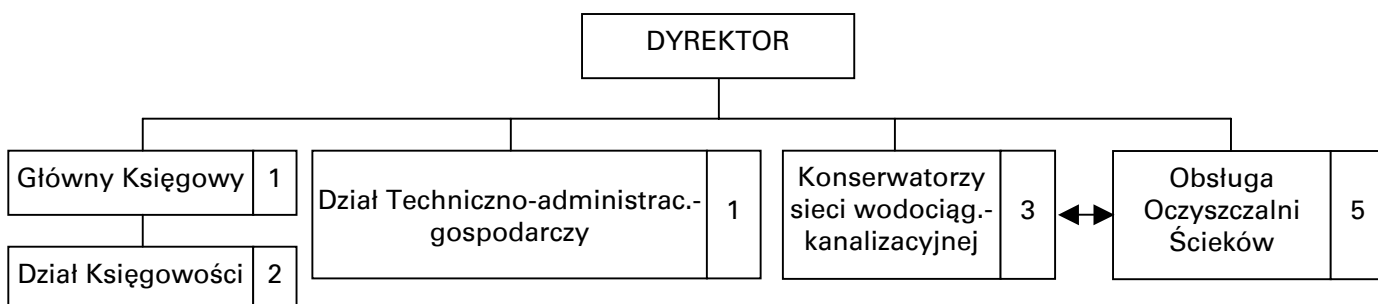 DYREKTOR
Główny Księgowy 1
Dział Księgowości 2
Dział Techniczno-administrac.-
gospodarczy
1
Konserwatorzy
sieci wodociąg.-
kanalizacyjnej
3
Obsługa
Oczyszczalni
Ścieków
5